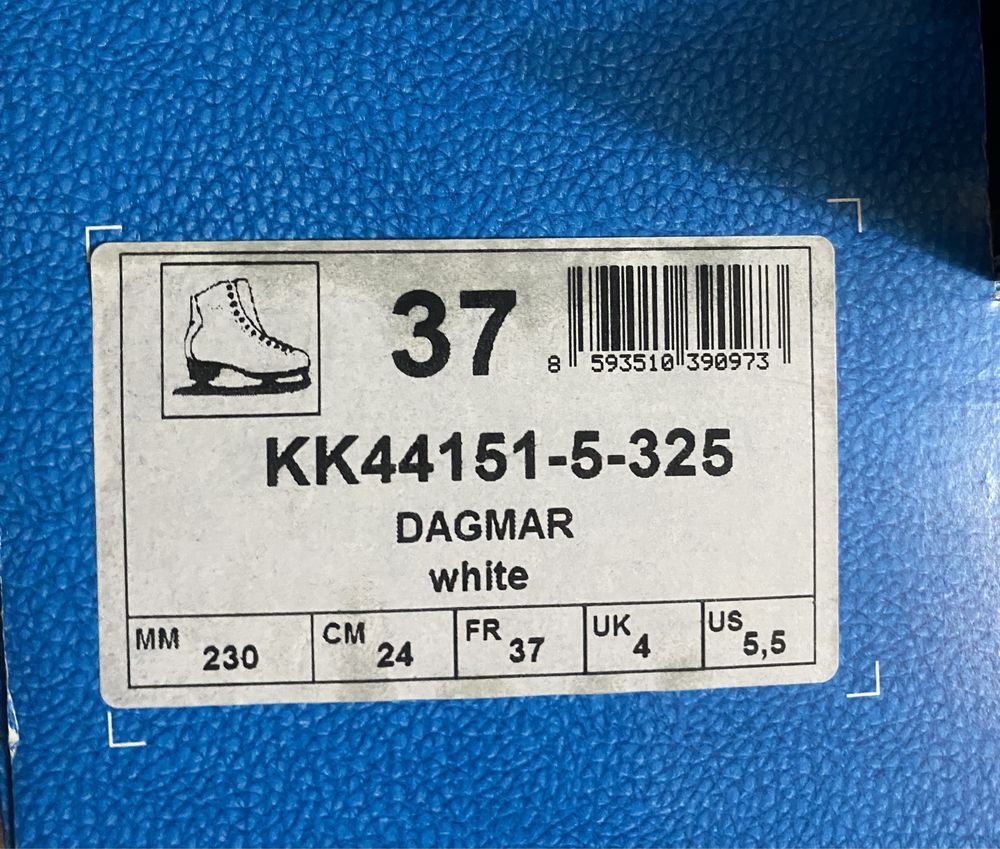 37
8 593510 390973
KK44151-5-325
DAGMAR
white
MM 230 CM 24 FR 37 UK 4 US 5,5